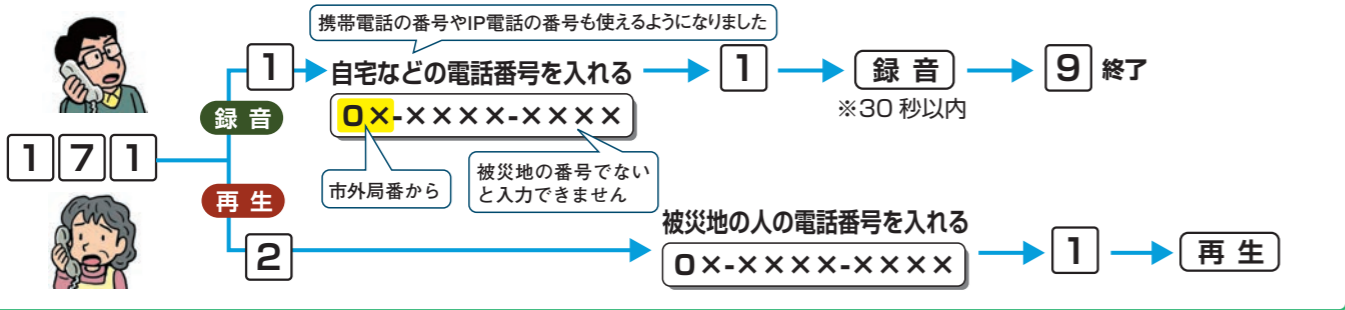 携帯電話の番号やIP電話の番号も使えるようになりました
1 自宅などの電話番号を入れる 1 録音 9 終了
※30秒以内
録音
0×-××××-××××
171
市外局番から
被災地の番号でない
と入力できません
再生
被災地の人の電話番号を入れる
2 0×-××××-×××× 1 再生